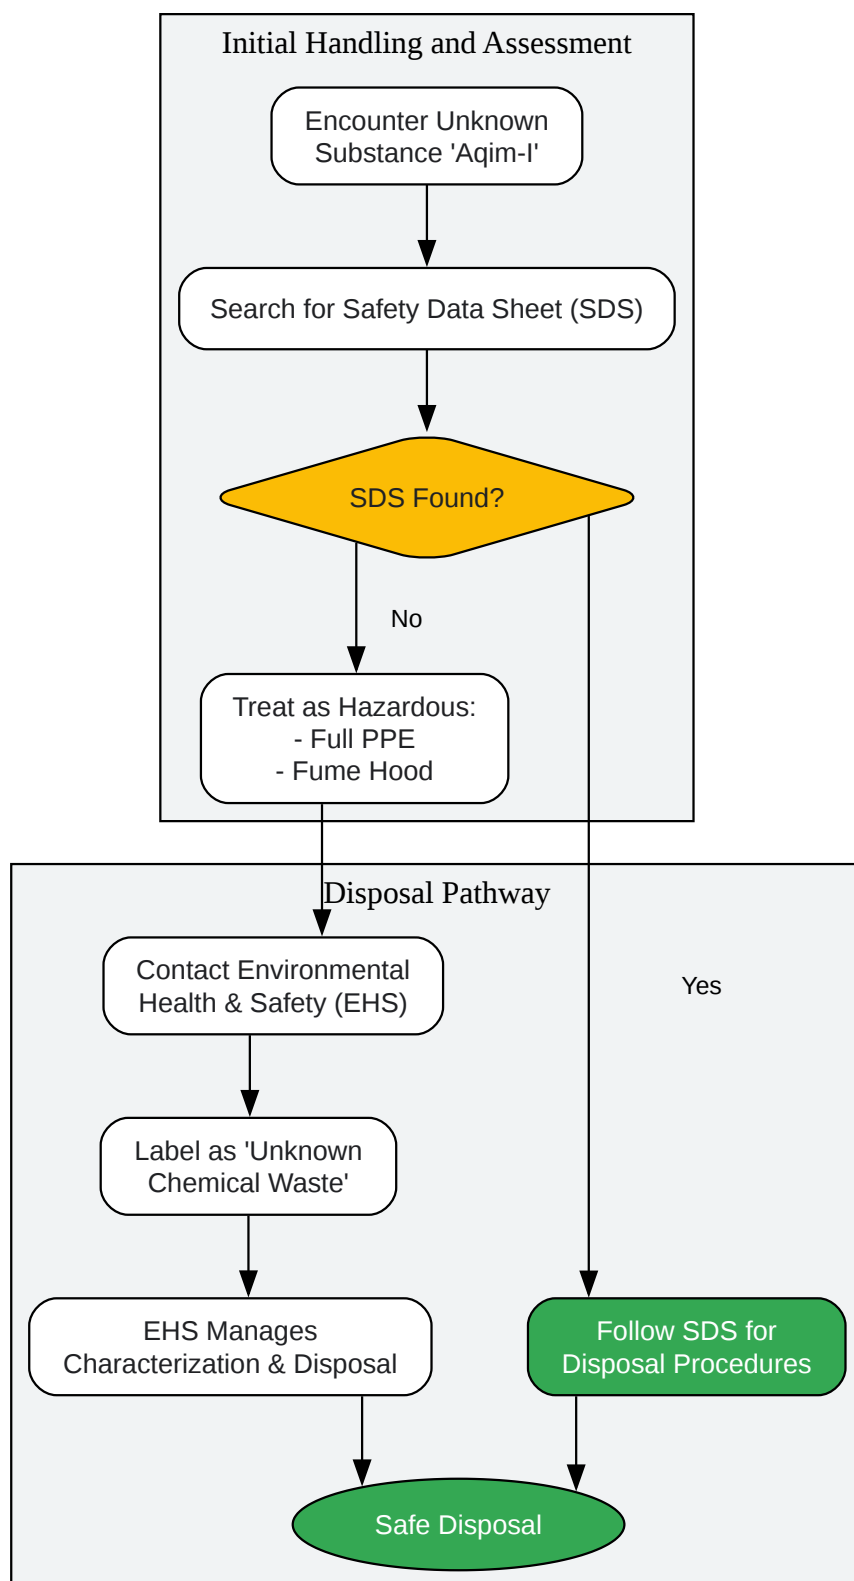 Initial Handling and Assessment
Encounter Unknown
Substance 'Aqim-I'
Search for Safety Data Sheet (SDS)
SDS Found?
No
Treat as Hazardous:
- Full PPE
- Fume Hood
Disposal Pathway
Contact Environmental
Health & Safety (EHS)
Yes
Label as 'Unknown
Chemical Waste'
EHS Manages
Characterization & Disposal
Follow SDS for
Disposal Procedures
Safe Disposal